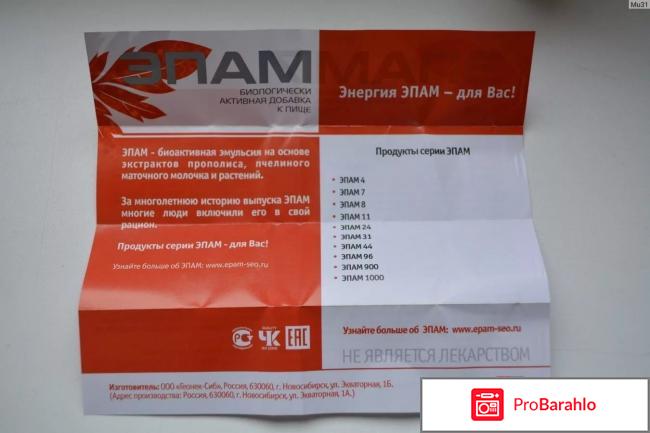 Mu31
ЭПАМ
БИОЛОГИЧЕСКИ
АКТИВНАЯ ДОБАВКА
К ПИЩЕ
Энергия ЭПАМ – для Вас!
ЭПАМ - биоактивная эмульсия на основе
экстрактов прополиса, пчелиного
маточного молочка и растений.
За многолетнюю историю выпуска ЭПАМ
многие люди включили его в свой
рацион.
Продукты серии ЭПАМ - для Вас!
Узнайте больше об ЭПАМ: www.epam-seo.ru
Продукты серии ЭПАМ
• ЭПАМ 4
• ЭПАМ 7
• ЭПАМ 8
• ЭПАМ 11
• ЭПАМ 24
• ЭПАМ 31
• ЭПАМ 44
• ЭПАМ 96
• ЭПАМ 900
• ЭПАМ 1000
ЧК
EAC
Узнайте больше об ЭПАМ: www.epam-seo.ru
НЕ ЯВЛЯЕТСЯ ЛЕКАРСТВОМ
Изготовитель: ООО «Теонек-Сиб», Россия, 630060, г. Новосибирск, ул. Экваторная, 1Б.
(Адрес производства: Россия, 630060, г. Новосибирск, ул. Экваторная, 1А.)
ProBarahlo